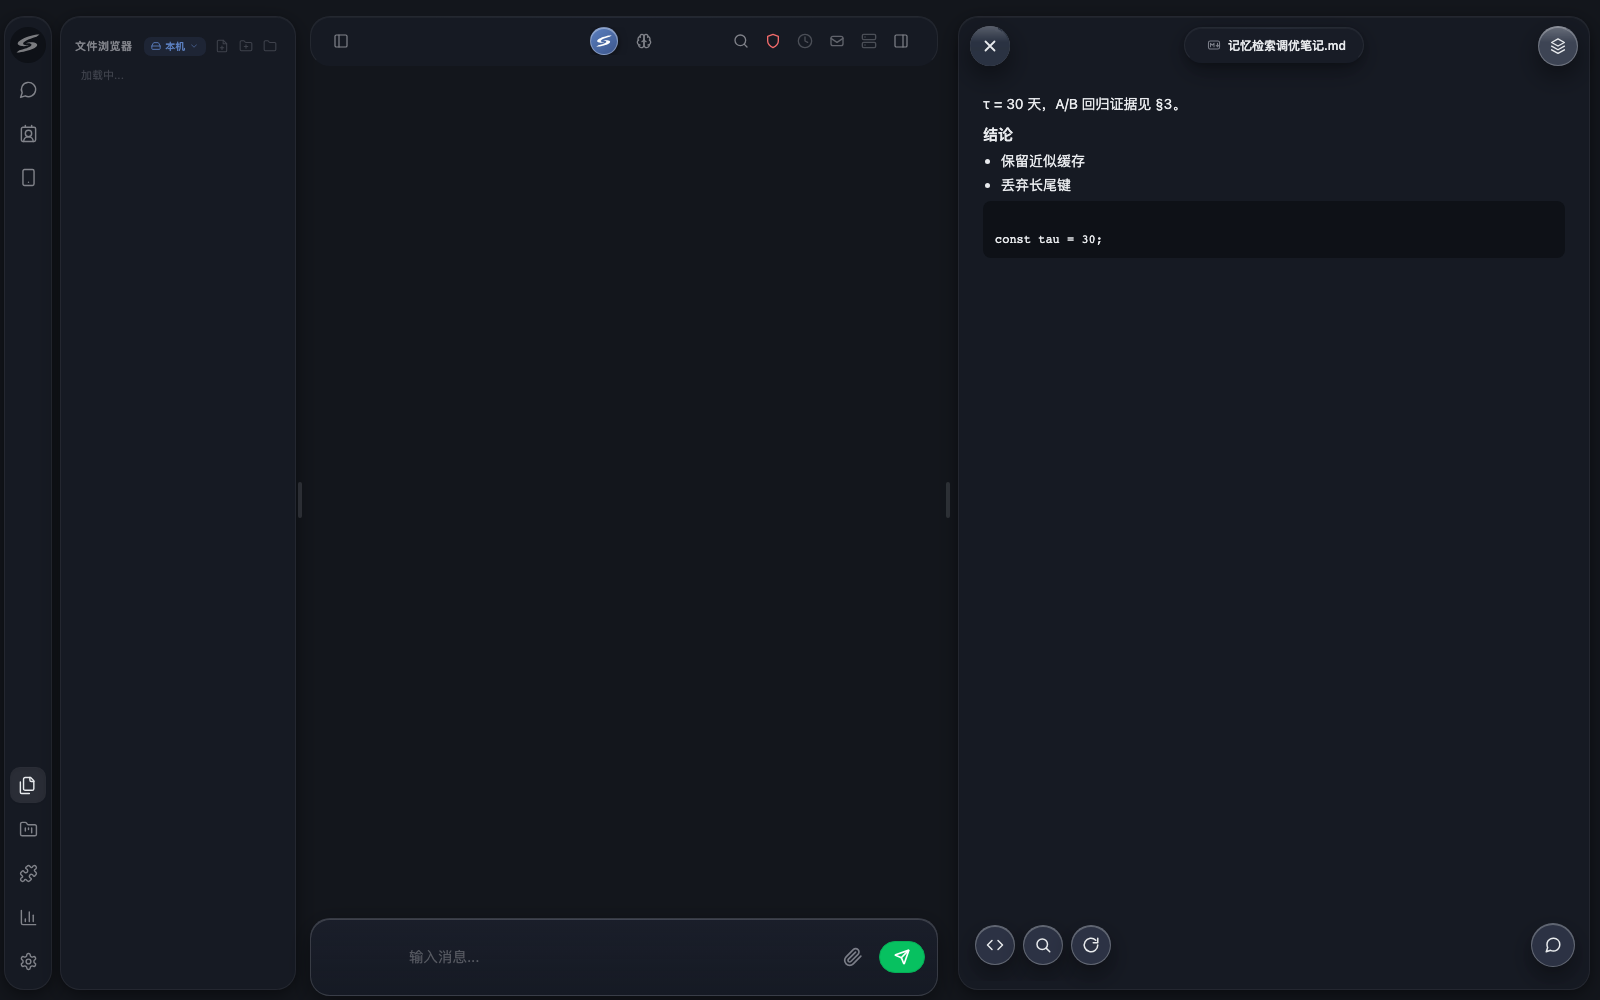 文件浏览器
本机
加载中...
输入消息...
记忆检索调优笔记.md
τ = 30 天，A/B 回归证据见 §3。
结论
• 保留近似缓存
• 丢弃长尾键
const tau = 30;